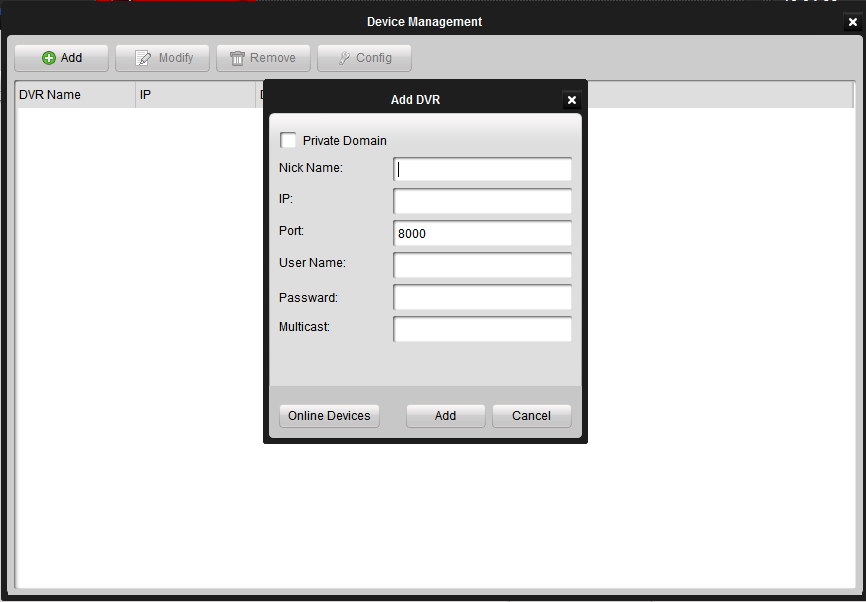 Device Management
Add Modify Remove Config
DVR Name IP
Add DVR
Private Domain
Nick Name:
IP:
Port: 8000
User Name:
Password:
Multicast:
Online Devices Add Cancel